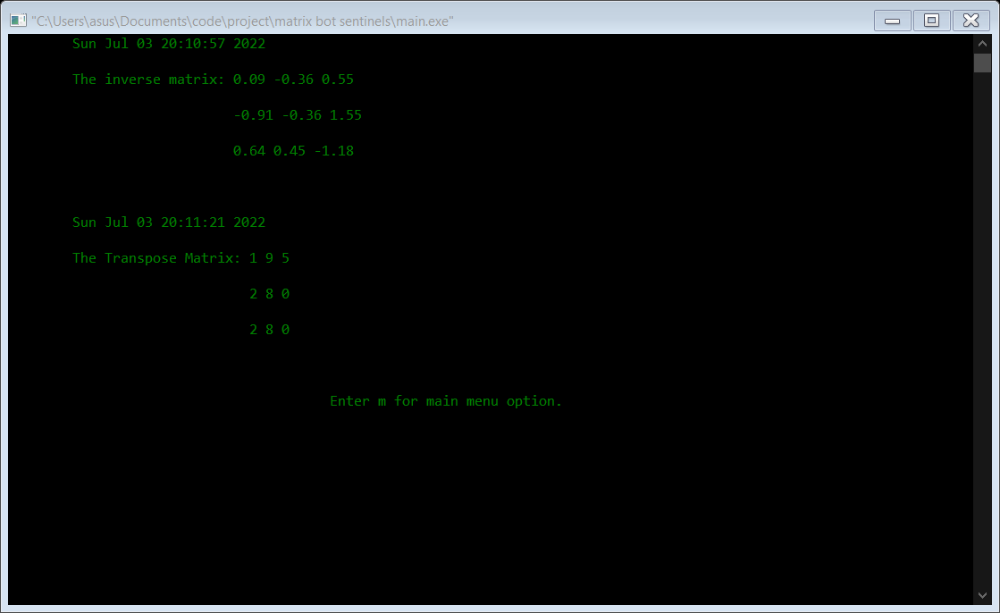 "C:\Users\asus\Documents\code\project\matrix bot sentinels\main.exe"
Sun Jul 03 20:10:57 2022
The inverse matrix: 0.09 -0.36 0.55
-0.91 -0.36 1.55
0.64 0.45 -1.18
Sun Jul 03 20:11:21 2022
The Transpose Matrix: 1 9 5
2 8 0
2 8 0
Enter m for main menu option.